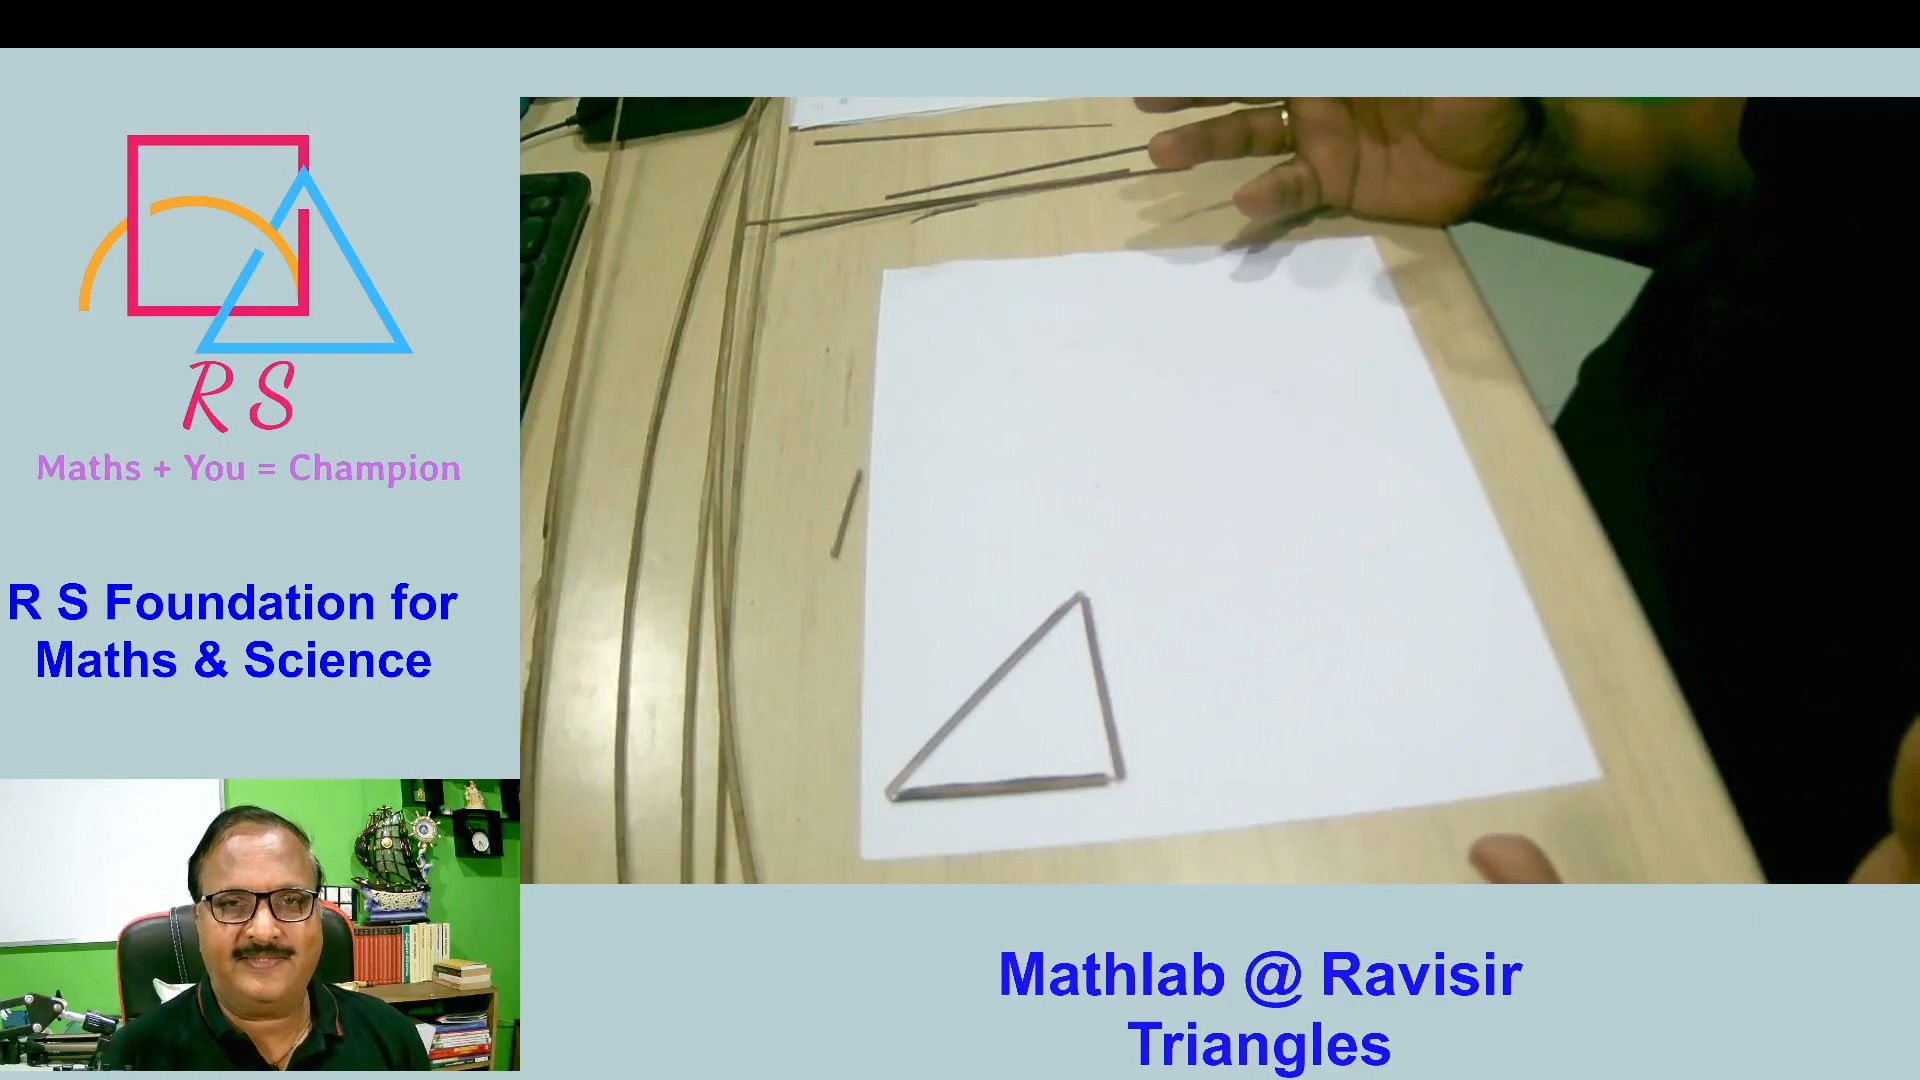 R S
Maths + You = Champion
R S Foundation for
Maths & Science
Mathlab @ Ravisir
Triangles